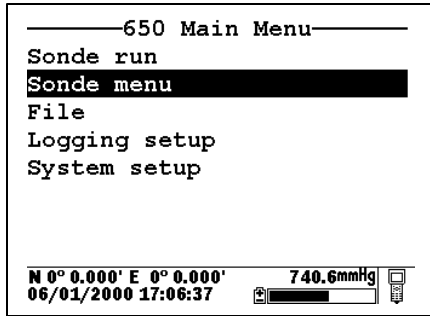 650 Main Menu
Sonde run
Sonde menu
File
Logging setup
System setup
N 0° 0.000' E 0° 0.000' 740.6mmHg
06/01/2000 17:06:37